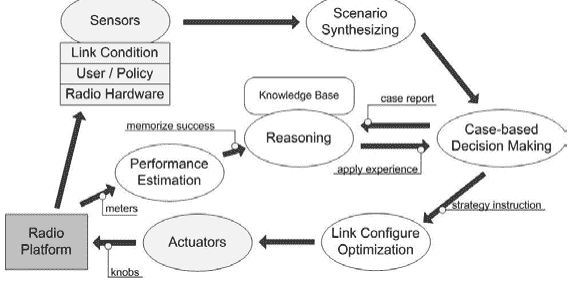 Sensors
Scenario
Synthesizing
Link Condition
User / Policy
Radio Hardware
Knowledge Base
case report
memorize success
Reasoning
Case-based
Decision Making
Performance
Estimation
apply experience
meters
strategy instruction
Radio
Platform
Actuators
Link Configure
Optimization
knobs